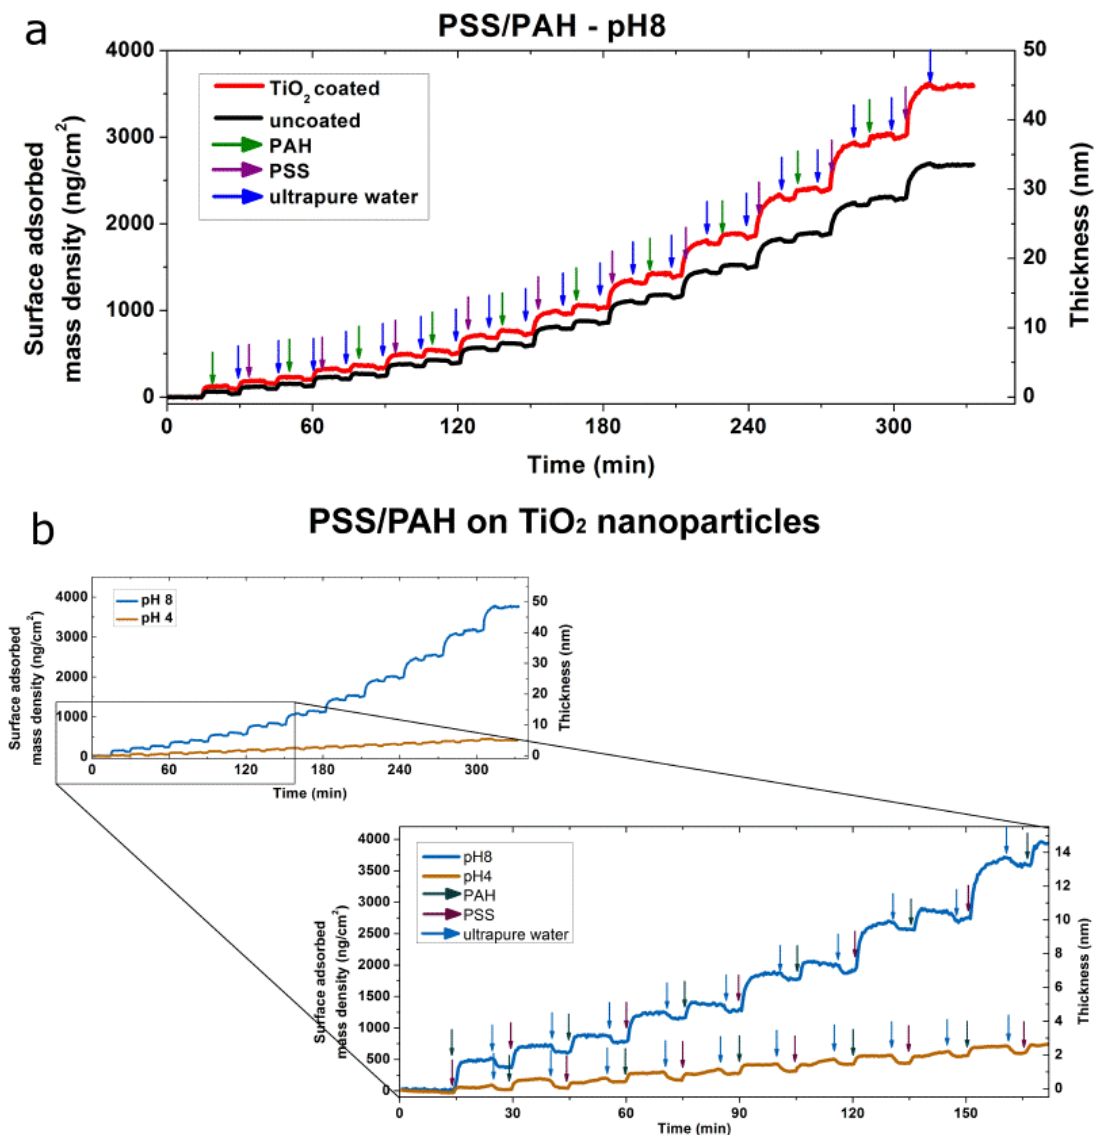 a
PSS/PAH - pH8
4000
3000
2000
1000
0
Surface adsorbed
mass density (ng/cm²)
TiO₂ coated
uncoated
PAH
PSS
ultrapure water
50
40
30
20
10
0
Thickness (nm)
0 60 120 180 240 300
Time (min)
b
PSS/PAH on TiO₂ nanoparticles
4000
3000
2000
1000
0
Surface adsorbed
mass density (ng/cm²)
pH 8
pH 4
50
40
30
20
10
0
Thickness (nm)
0 60 120 180 240 300
Time (min)
4000
3500
3000
2500
2000
1500
1000
500
0
Surface adsorbed
mass density (ng/cm²)
pH8
pH4
PAH
PSS
ultrapure water
14
12
10
8
6
4
2
0
Thickness (nm)
0 30 60 90 120 150
Time (min)